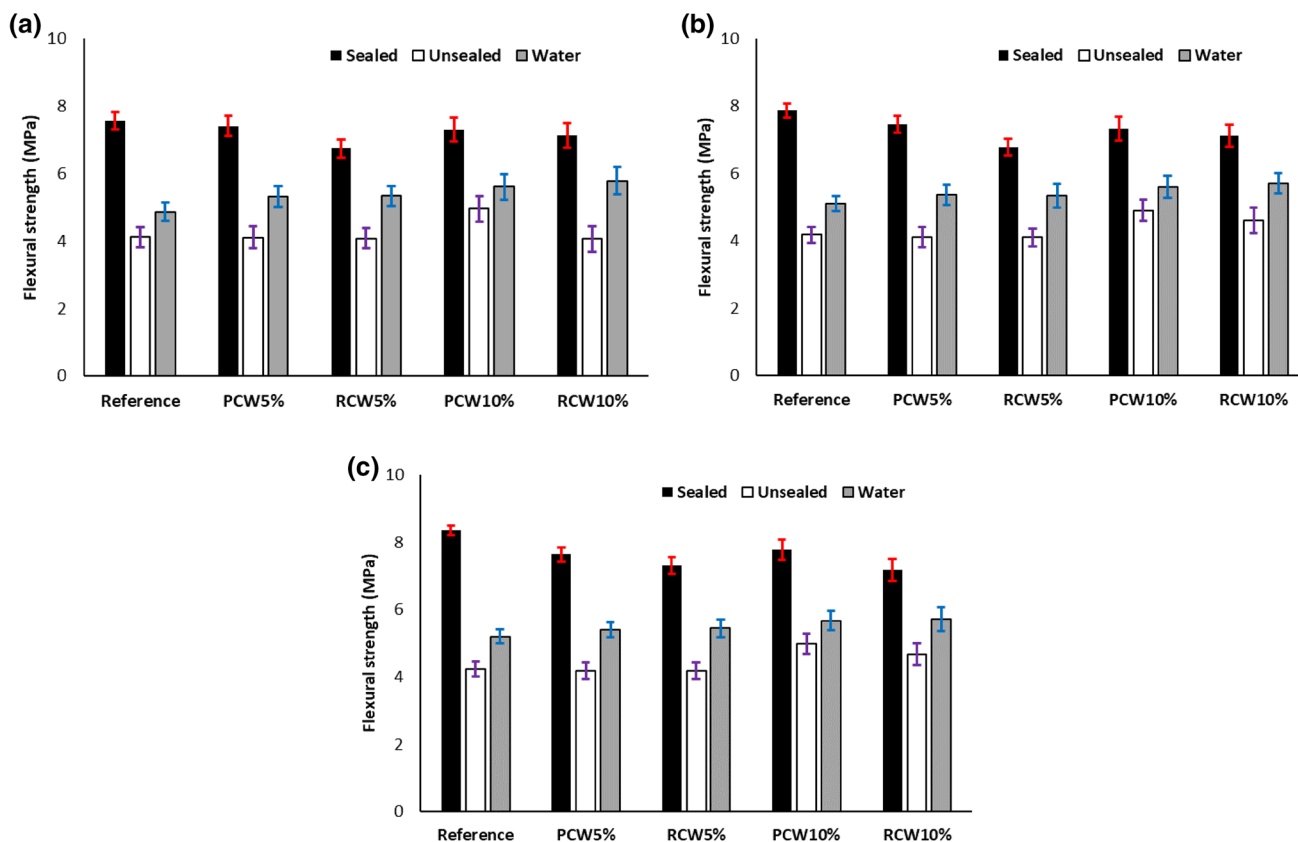 (a)
10
8
6
4
2
0
Flexural strength (MPa)
Sealed Unsealed Water
Reference PCW5% RCW5% PCW10% RCW10%
(b)
10
8
6
4
2
0
Flexural strength (MPa)
Sealed Unsealed Water
Reference PCW5% RCW5% PCW10% RCW10%
(c)
10
8
6
4
2
0
Flexural strength (MPa)
Sealed Unsealed Water
Reference PCW5% RCW5% PCW10% RCW10%